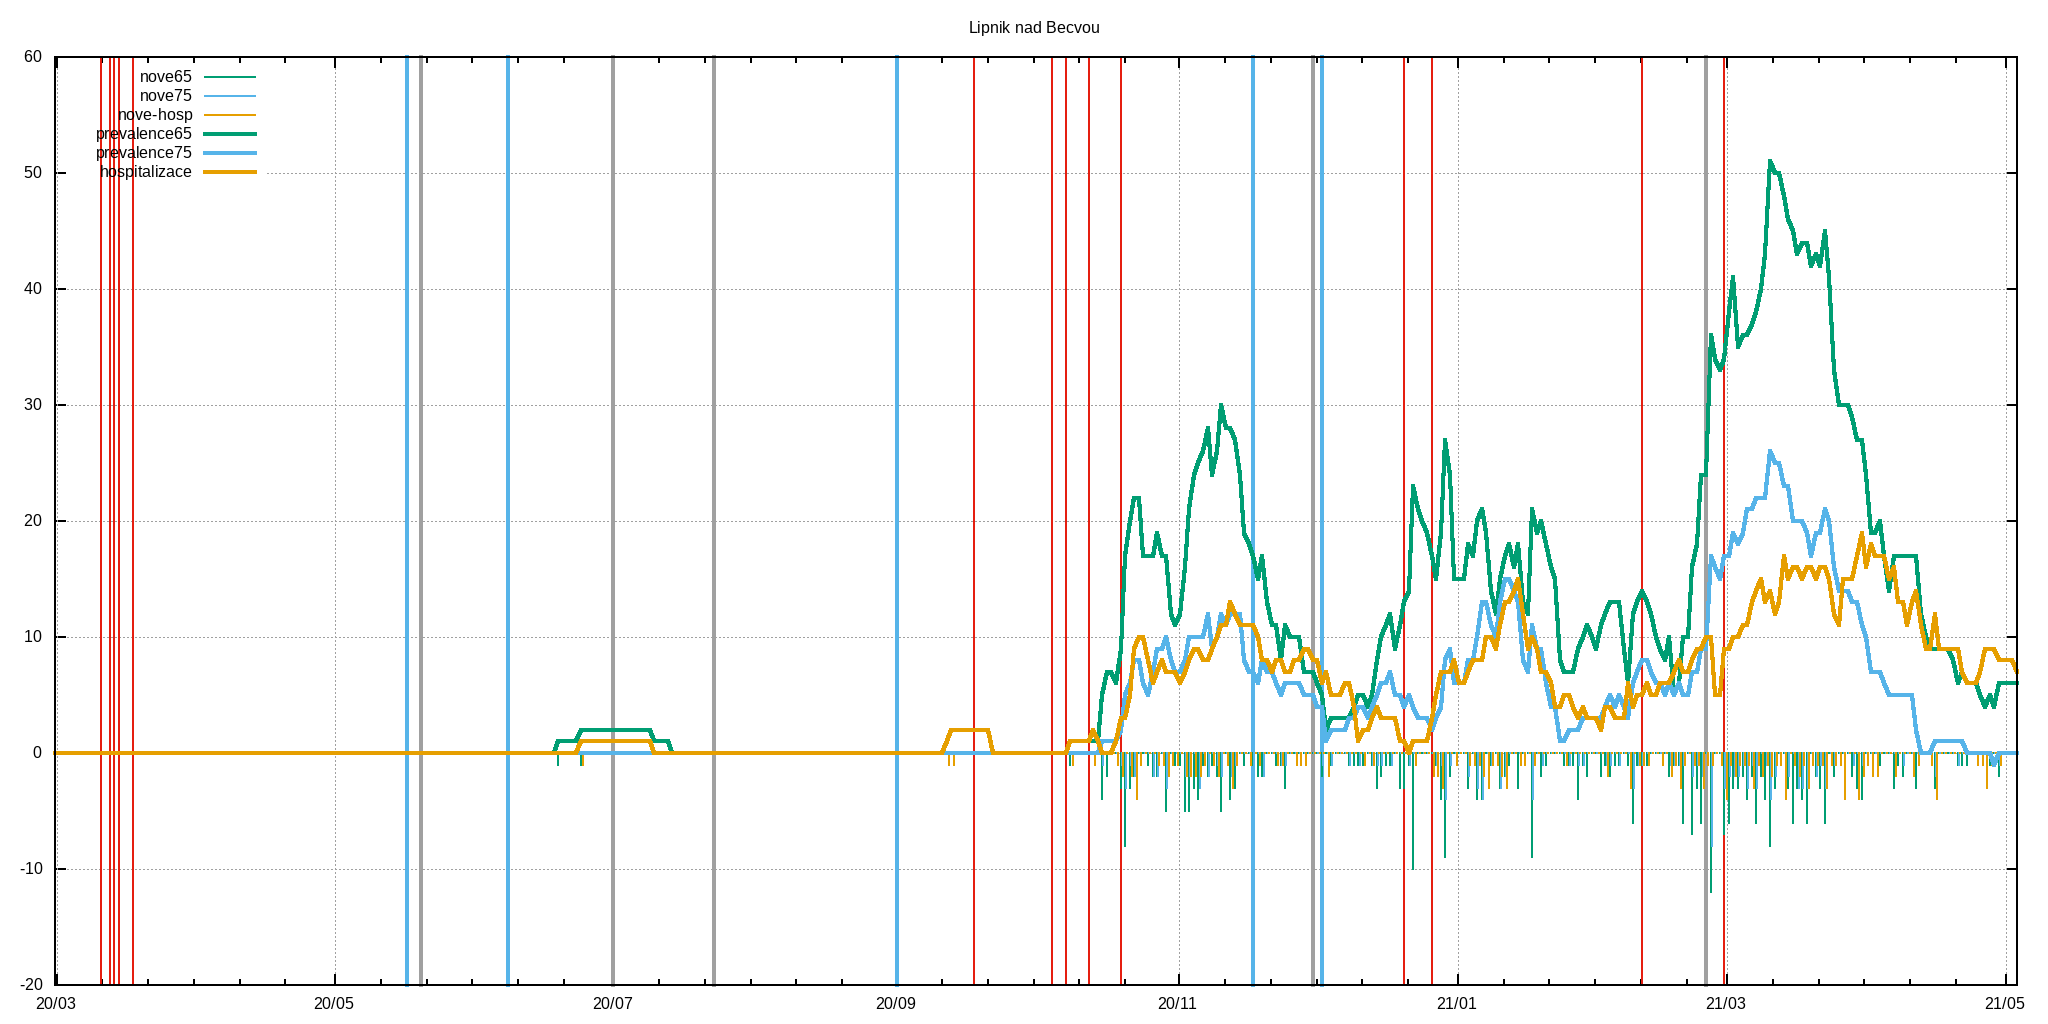 Lipnik nad Becvou
60
50
40
30
20
10
0
-10
-20
nove65
nove75
nove-hosp
prevalence65
prevalence75
hospitalizace
20/03 20/05 20/07 20/09 20/11 21/01 21/03 21/05